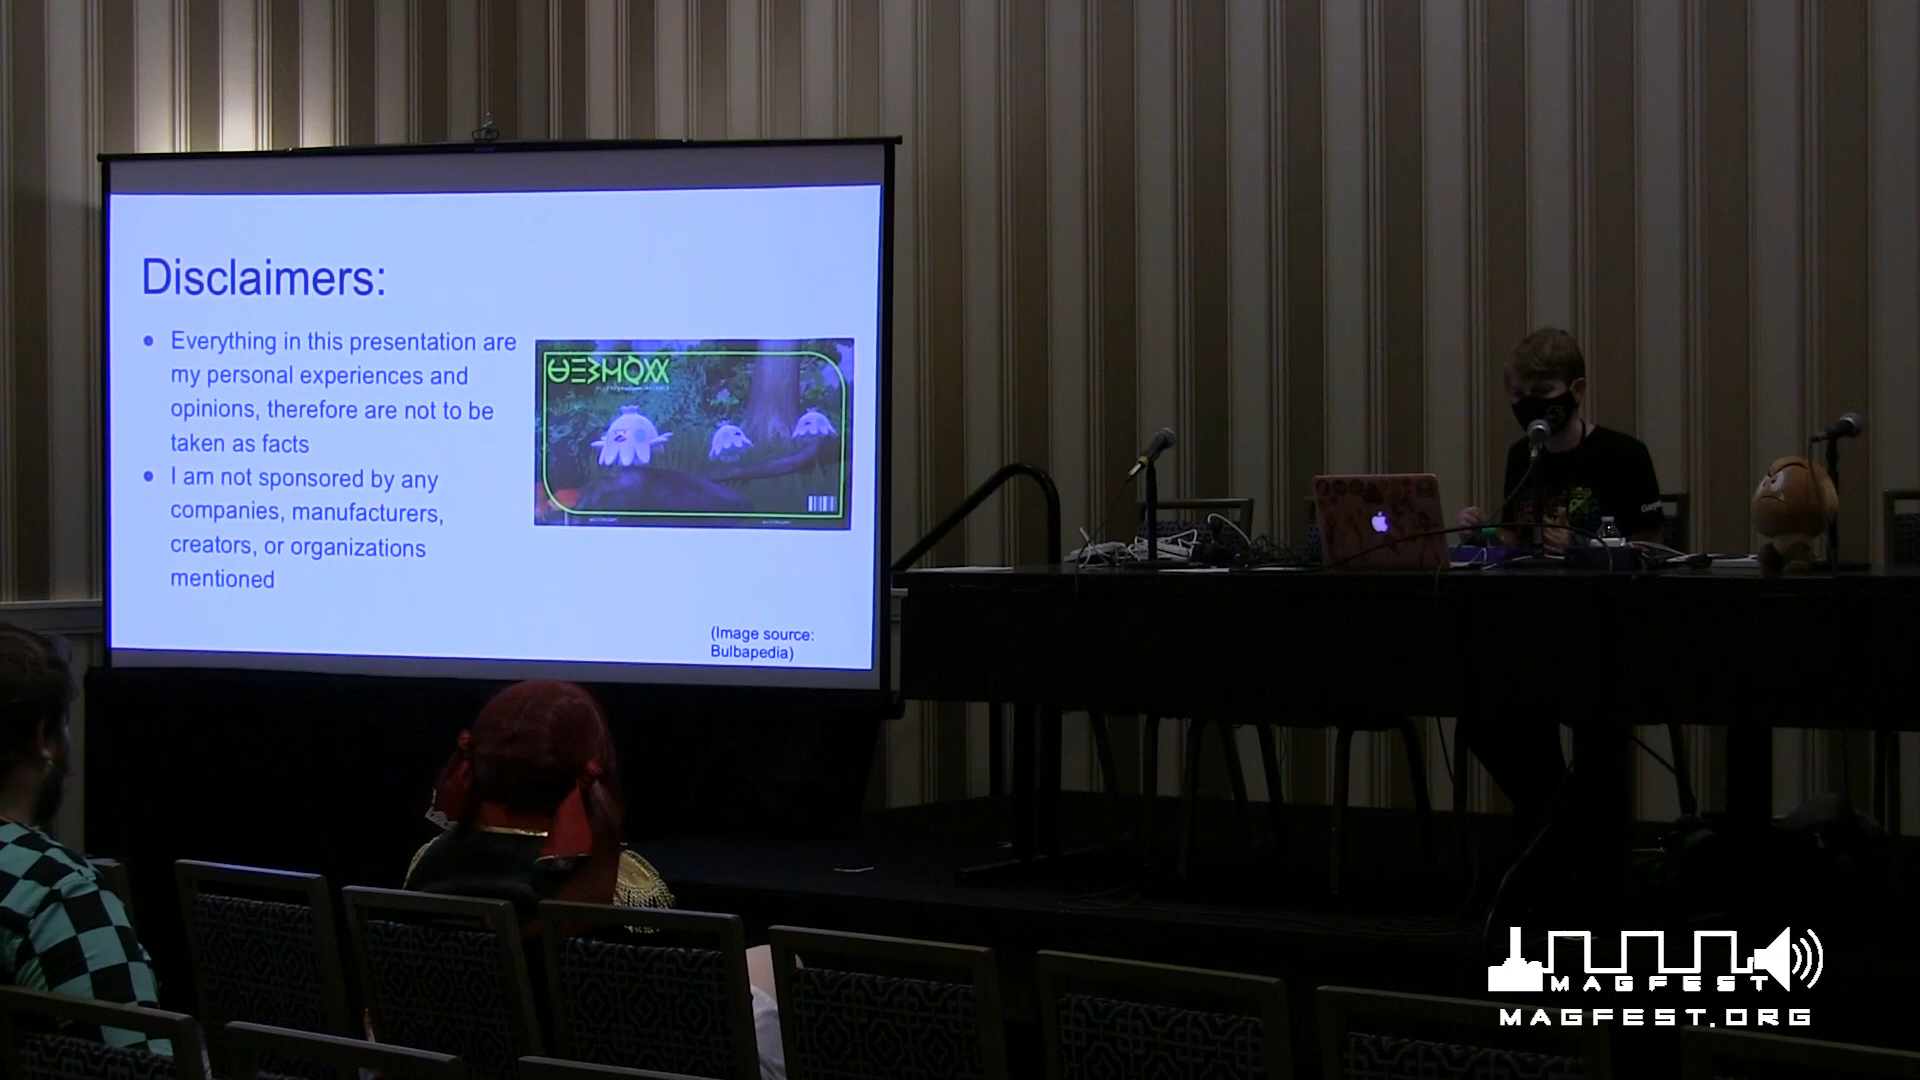 Disclaimers:
• Everything in this presentation are
my personal experiences and
opinions, therefore are not to be
taken as facts
• I am not sponsored by any
companies, manufacturers,
creators, or organizations
mentioned
(Image source:
Bulbapedia)
MAGFEST
MAGFEST.ORG